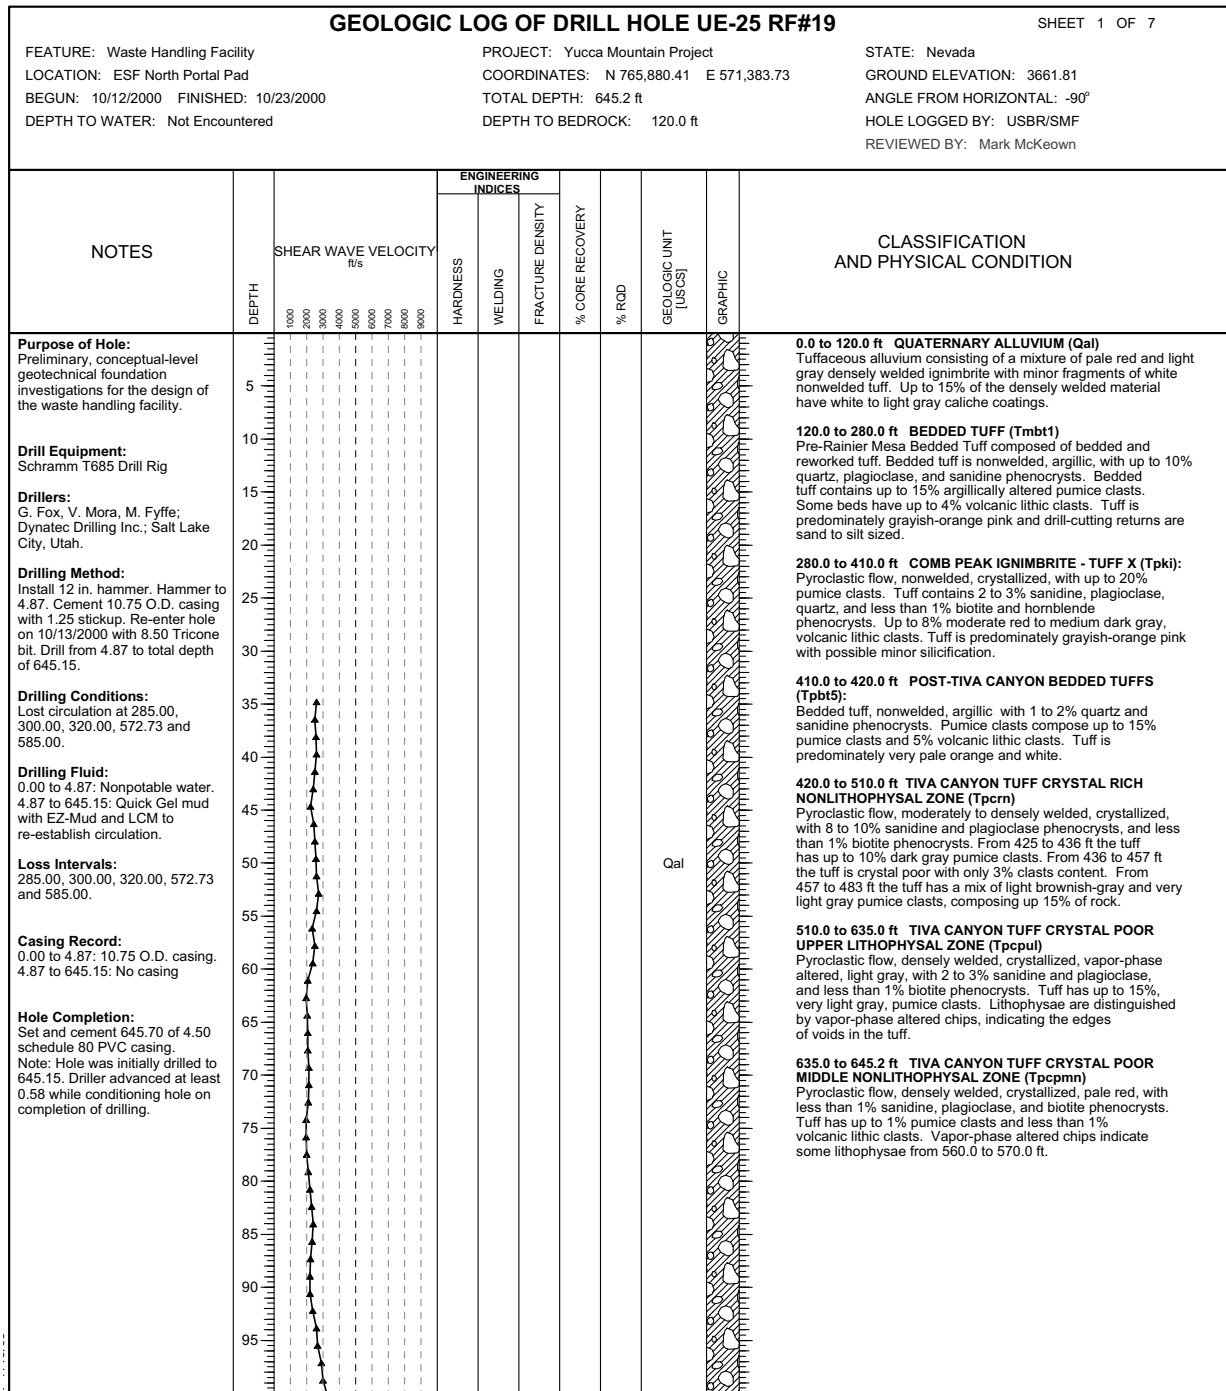 GEOLOGIC LOG OF DRILL HOLE UE-25 RF#19
SHEET 1 OF 7
FEATURE: Waste Handling Facility
LOCATION: ESF North Portal Pad
BEGUN: 10/12/2000 FINISHED: 10/23/2000
DEPTH TO WATER: Not Encountered
PROJECT: Yucca Mountain Project
COORDINATES: N 765,880.41 E 571,383.73
TOTAL DEPTH: 645.2 ft
DEPTH TO BEDROCK: 120.0 ft
STATE: Nevada
GROUND ELEVATION: 3661.81
ANGLE FROM HORIZONTAL: -90°
HOLE LOGGED BY: USBR/SMF
REVIEWED BY: Mark McKeown
NOTES
DEPTH
SHEAR WAVE VELOCITY
ft/s
1000
2000
3000
4000
5000
6000
7000
8000
9000
ENGINEERING
INDICES
HARDNESS
WELDING
FRACTURE DENSITY
% CORE RECOVERY
% RQD
GEOLOGIC UNIT
[USCS]
GRAPHIC
CLASSIFICATION
AND PHYSICAL CONDITION
Purpose of Hole:
Preliminary, conceptual-level
geotechnical foundation
investigations for the design of
the waste handling facility.
Drill Equipment:
Schramm T685 Drill Rig
Drillers:
G. Fox, V. Mora, M. Fyffe;
Dynatec Drilling Inc.; Salt Lake
City, Utah.
Drilling Method:
Install 12 in. hammer. Hammer to
4.87. Cement 10.75 O.D. casing
with 1.25 stickup. Re-enter hole
on 10/13/2000 with 8.50 Tricone
bit. Drill from 4.87 to total depth
of 645.15.
Drilling Conditions:
Lost circulation at 285.00,
300.00, 320.00, 572.73 and
585.00.
Drilling Fluid:
0.00 to 4.87: Nonpotable water.
4.87 to 645.15: Quick Gel mud
with EZ-Mud and LCM to
re-establish circulation.
Loss Intervals:
285.00, 300.00, 320.00, 572.73
and 585.00.
Casing Record:
0.00 to 4.87: 10.75 O.D. casing.
4.87 to 645.15: No casing
Hole Completion:
Set and cement 645.70 of 4.50
schedule 80 PVC casing.
Note: Hole was initially drilled to
645.15. Driller advanced at least
0.58 while conditioning hole on
completion of drilling.
5
10
15
20
25
30
35
40
45
50
55
60
65
70
75
80
85
90
95
Qal
0.0 to 120.0 ft QUATERNARY ALLUVIUM (Qal)
Tuffaceous alluvium consisting of a mixture of pale red and light
gray densely welded ignimbrite with minor fragments of white
nonwelded tuff. Up to 15% of the densely welded material
have white to light gray caliche coatings.
120.0 to 280.0 ft BEDDED TUFF (Tmbt1)
Pre-Rainier Mesa Bedded Tuff composed of bedded and
reworked tuff. Bedded tuff is nonwelded, argillic, with up to 10%
quartz, plagioclase, and sanidine phenocrysts. Bedded
tuff contains up to 15% argillically altered pumice clasts.
Some beds have up to 4% volcanic lithic clasts. Tuff is
predominately grayish-orange pink and drill-cutting returns are
sand to silt sized.
280.0 to 410.0 ft COMB PEAK IGNIMBRITE - TUFF X (Tpki):
Pyroclastic flow, nonwelded, crystallized, with up to 20%
pumice clasts. Tuff contains 2 to 3% sanidine, plagioclase,
quartz, and less than 1% biotite and hornblende
phenocrysts. Up to 8% moderate red to medium dark gray,
volcanic lithic clasts. Tuff is predominately grayish-orange pink
with possible minor silicification.
410.0 to 420.0 ft POST-TIVA CANYON BEDDED TUFFS
(Tpbt5):
Bedded tuff, nonwelded, argillic with 1 to 2% quartz and
sanidine phenocrysts. Pumice clasts compose up to 15%
pumice clasts and 5% volcanic lithic clasts. Tuff is
predominately very pale orange and white.
420.0 to 510.0 ft TIVA CANYON TUFF CRYSTAL RICH
NONLITHOPHYSAL ZONE (Tpcrn)
Pyroclastic flow, moderately to densely welded, crystallized,
with 8 to 10% sanidine and plagioclase phenocrysts, and less
than 1% biotite phenocrysts. From 425 to 436 ft the tuff
has up to 10% dark gray pumice clasts. From 436 to 457 ft
the tuff is crystal poor with only 3% clasts content. From
457 to 483 ft the tuff has a mix of light brownish-gray and very
light gray pumice clasts, composing up 15% of rock.
510.0 to 635.0 ft TIVA CANYON TUFF CRYSTAL POOR
UPPER LITHOPHYSAL ZONE (Tpcpul)
Pyroclastic flow, densely welded, crystallized, vapor-phase
altered, light gray, with 2 to 3% sanidine and plagioclase,
and less than 1% biotite phenocrysts. Tuff has up to 15%,
very light gray, pumice clasts. Lithophysae are distinguished
by vapor-phase altered chips, indicating the edges
of voids in the tuff.
635.0 to 645.2 ft TIVA CANYON TUFF CRYSTAL POOR
MIDDLE NONLITHOPHYSAL ZONE (Tpcpmn)
Pyroclastic flow, densely welded, crystallized, pale red, with
less than 1% sanidine, plagioclase, and biotite phenocrysts.
Tuff has up to 1% pumice clasts and less than 1%
volcanic lithic clasts. Vapor-phase altered chips indicate
some lithophysae from 560.0 to 570.0 ft.